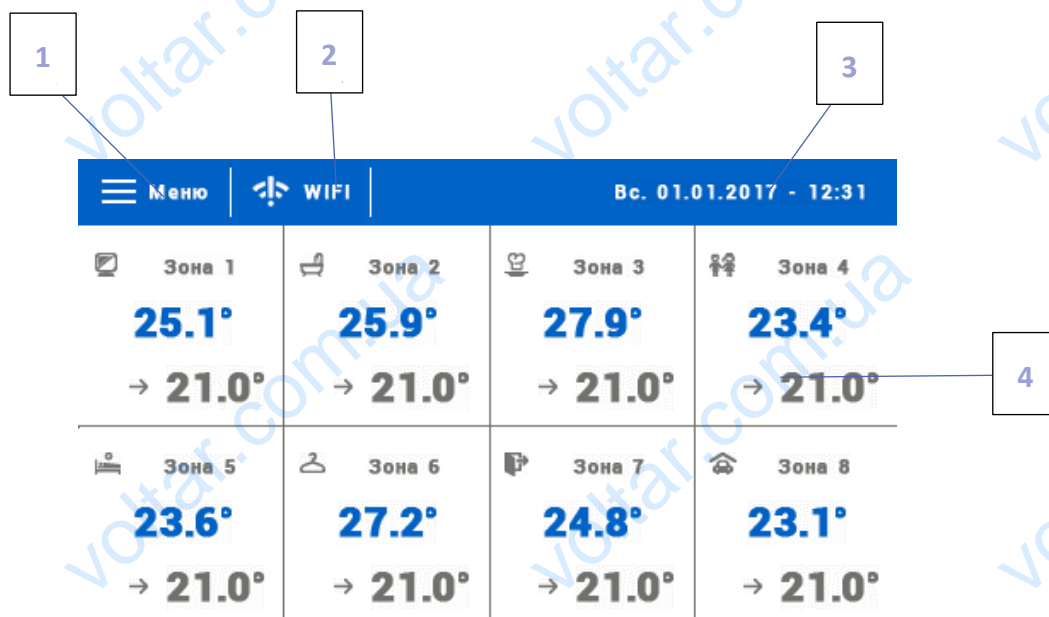 1
2
3
Меню WIFI Вс. 01.01.2017 - 12:31
Зона 1 Зона 2 Зона 3 Зона 4
25.1° 25.9° 27.9° 23.4°
→ 21.0° → 21.0° → 21.0° → 21.0°
4
Зона 5 Зона 6 Зона 7 Зона 8
23.6° 27.2° 24.8° 23.1°
→ 21.0° → 21.0° → 21.0° → 21.0°
voltar.com.ua
voltar.com.ua